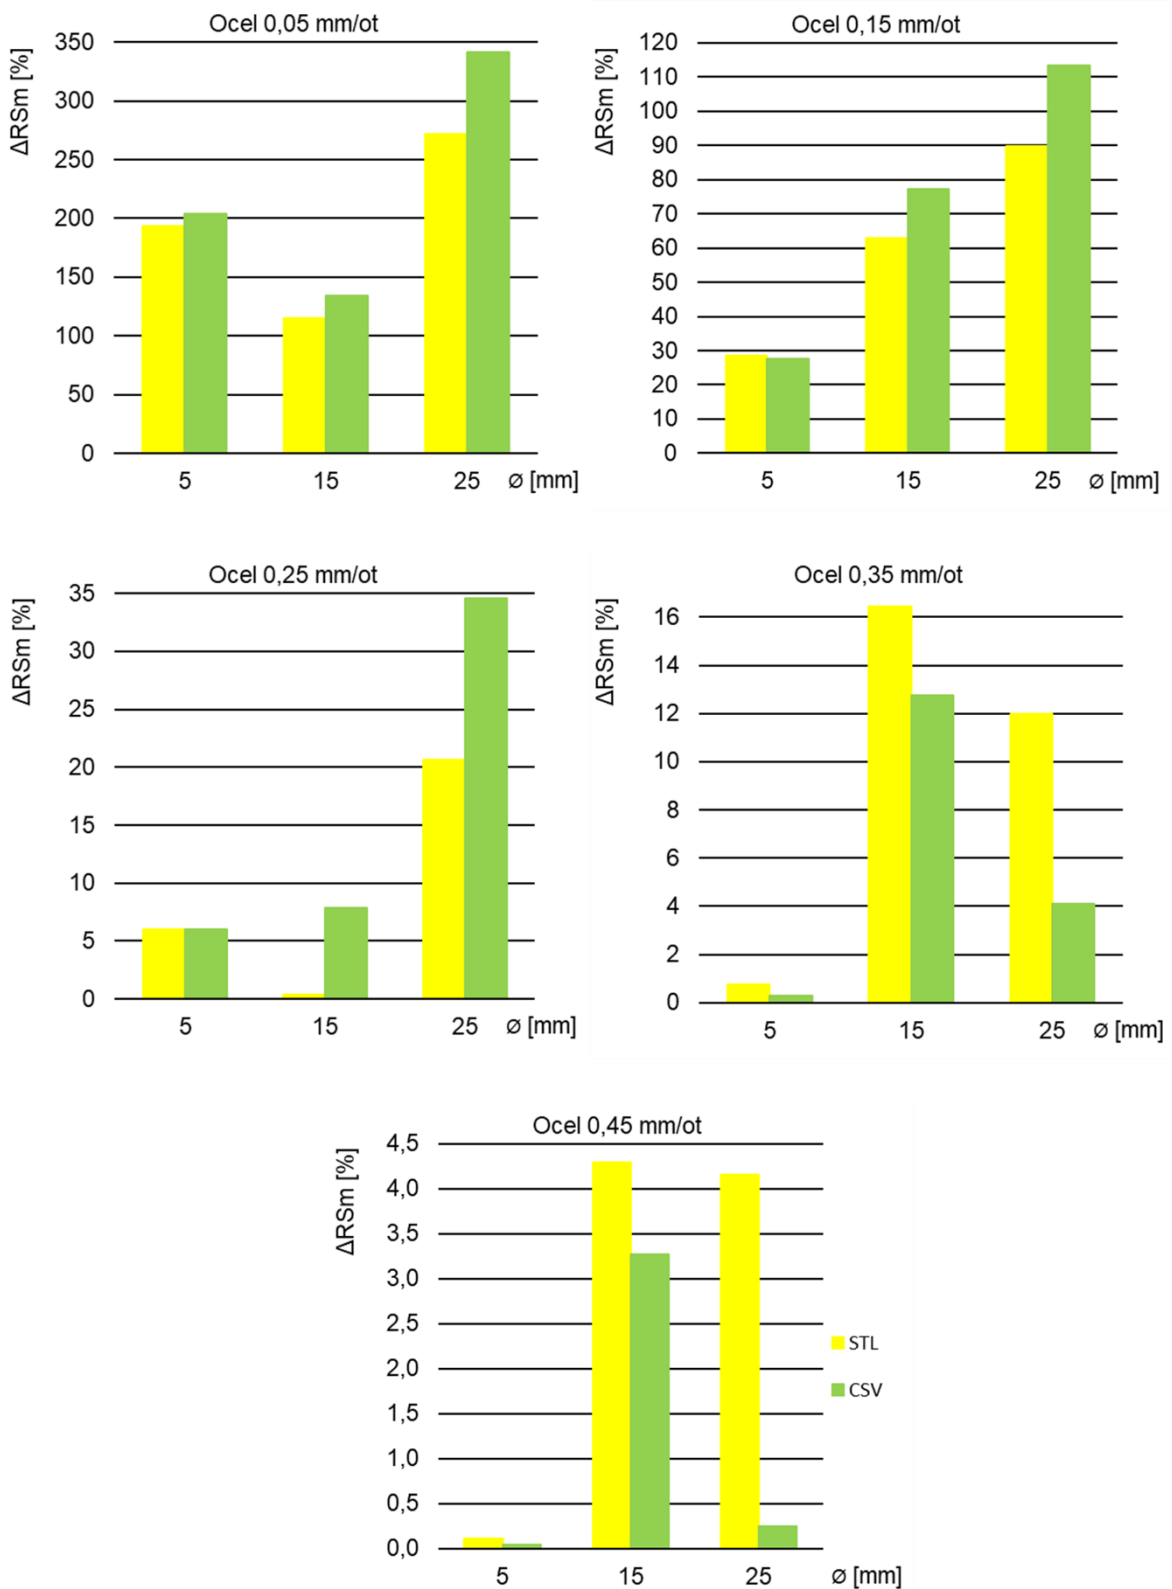 Ocel 0,05 mm/ot
ΔRSm [%]
350
300
250
200
150
100
50
0
5 15 25 ⌀ [mm]
Ocel 0,15 mm/ot
ΔRSm [%]
120
110
100
90
80
70
60
50
40
30
20
10
0
5 15 25 ⌀ [mm]
Ocel 0,25 mm/ot
ΔRSm [%]
35
30
25
20
15
10
5
0
5 15 25 ⌀ [mm]
Ocel 0,35 mm/ot
ΔRSm [%]
16
14
12
10
8
6
4
2
0
5 15 25 ⌀ [mm]
Ocel 0,45 mm/ot
ΔRSm [%]
4,5
4,0
3,5
3,0
2,5
2,0
1,5
1,0
0,5
0,0
5 15 25 ⌀ [mm]
STL
CSV